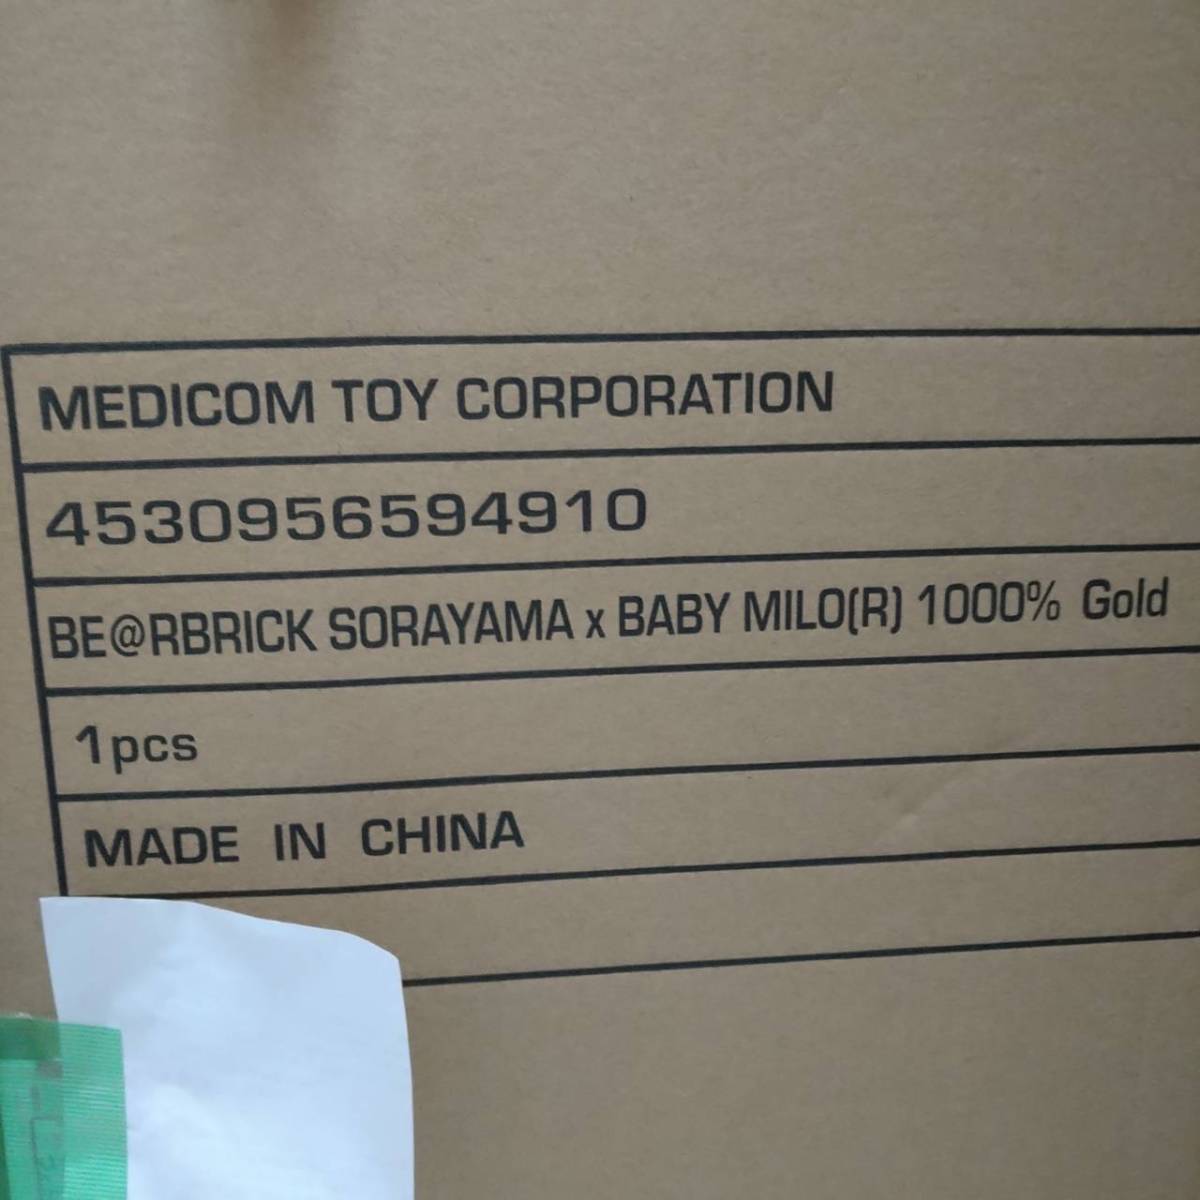 MEDICOM TOY CORPORATION
4530956594910
BE@RBRICK SORAYAMA x BABY MILO(R) 1000% Gold
1pcs
MADE IN CHINA